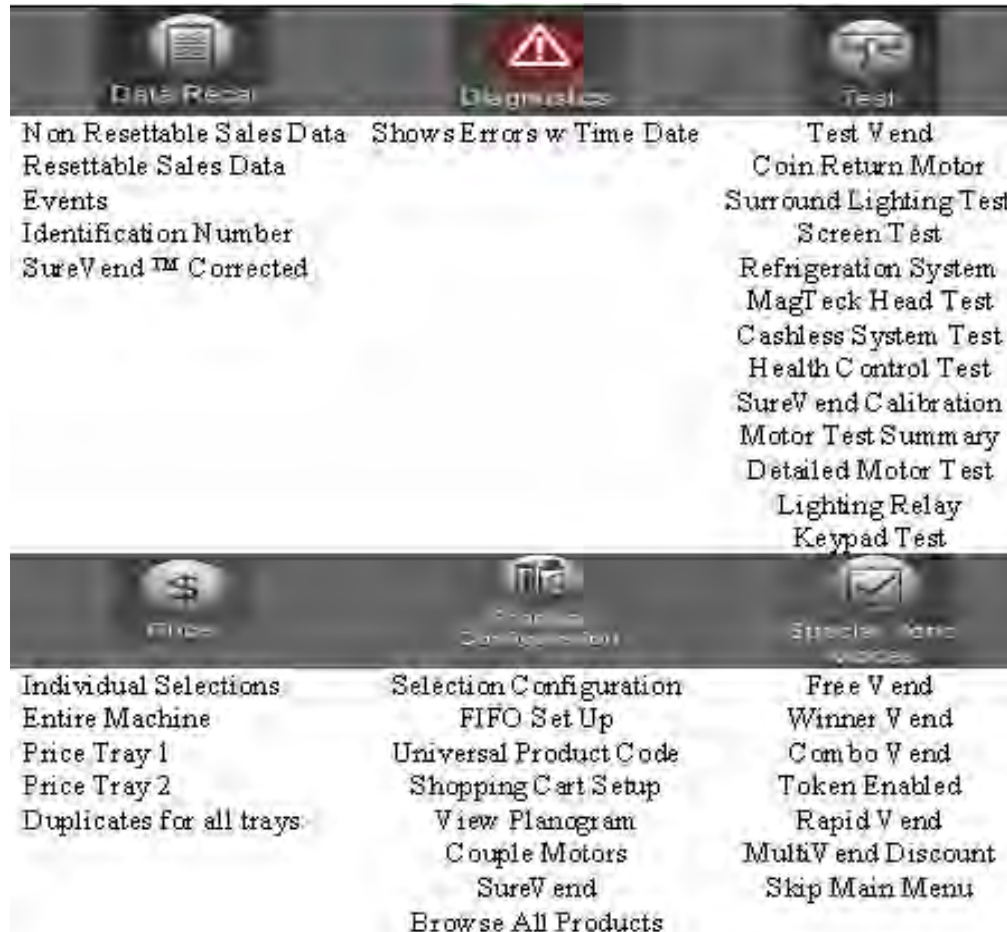 Data Recall
Non Resettable Sales Data
Resettable Sales Data
Events
Identification Number
SureVend ™ Corrected
Diagnostics
Shows Errors w Time Date
Test
Test Vend
Coin Return Motor
Surround Lighting Test
Screen Test
Refrigeration System
MagTeck Head Test
Cashless System Test
Health Control Test
SureVend Calibration
Motor Test Summary
Detailed Motor Test
Lighting Relay
Keypad Test
$
Individual Selections
Entire Machine
Price Tray 1
Price Tray 2
Duplicates for all trays
Configuration
Selection Configuration
FIFO Set Up
Universal Product Code
Shopping Cart Setup
View Planogram
Couple Motors
SureVend
Browse All Products
Special
Free Vend
Winner Vend
Combo Vend
Token Enabled
Rapid Vend
MultiVend Discount
Skip Main Menu